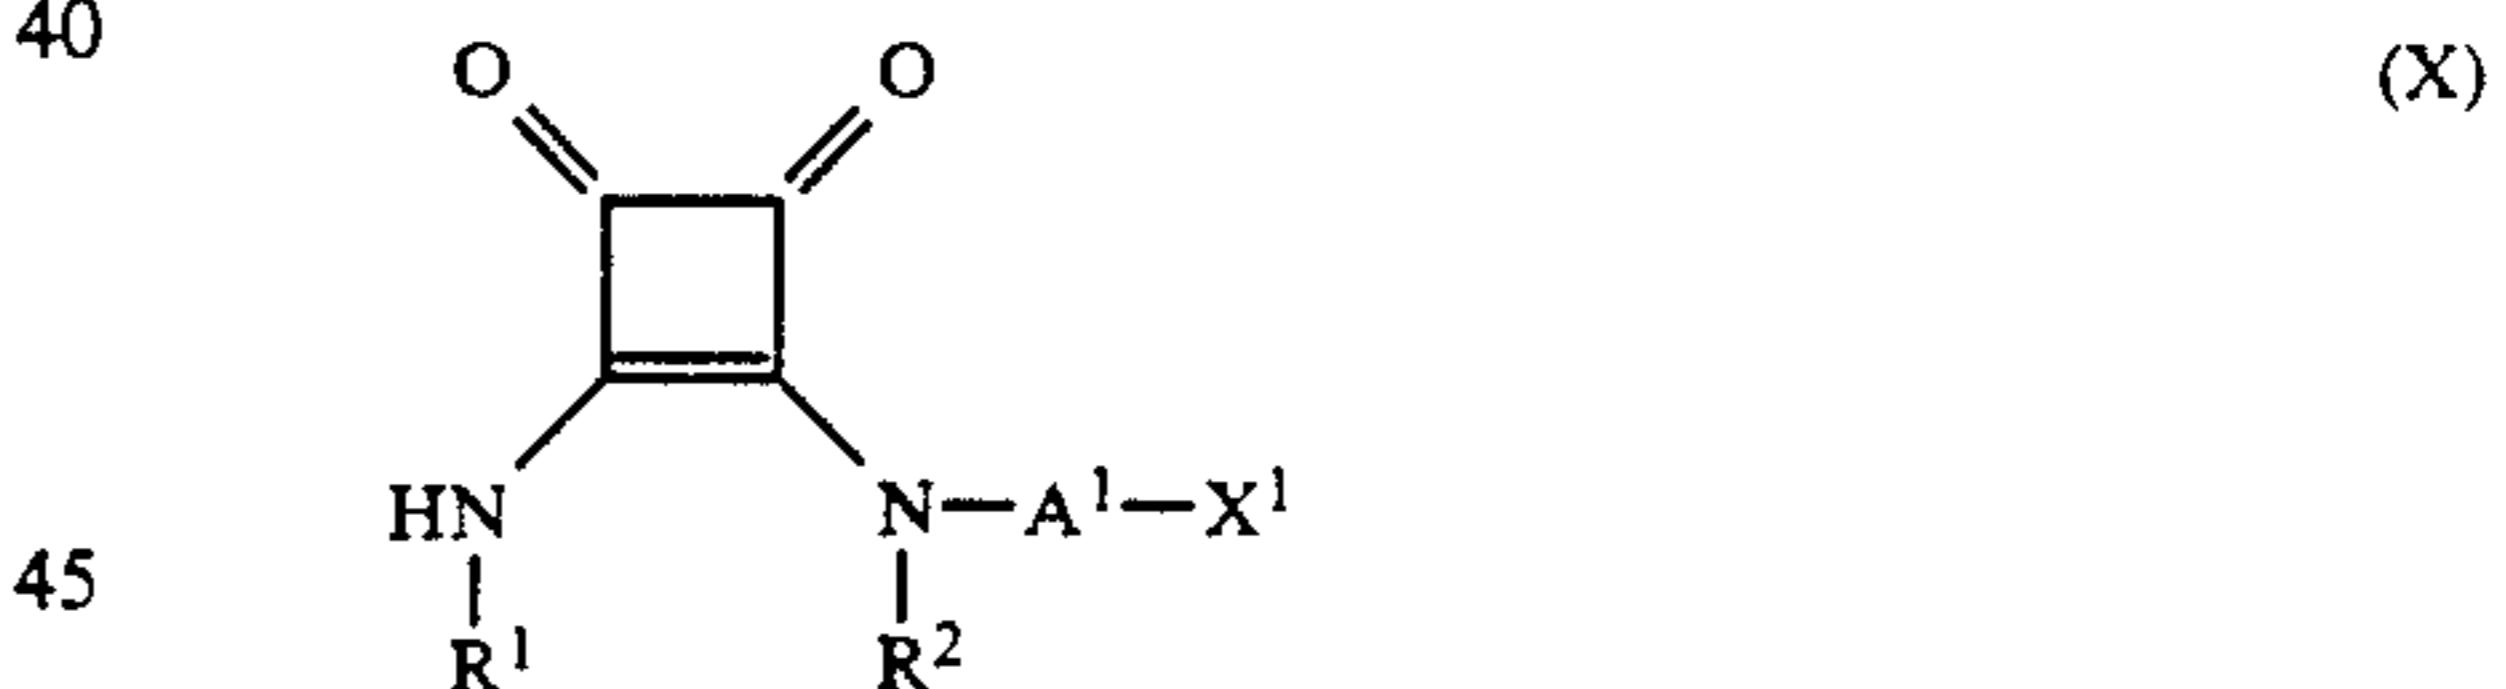 40
O O (X)
HN N—A¹—X¹
45
R¹ R²